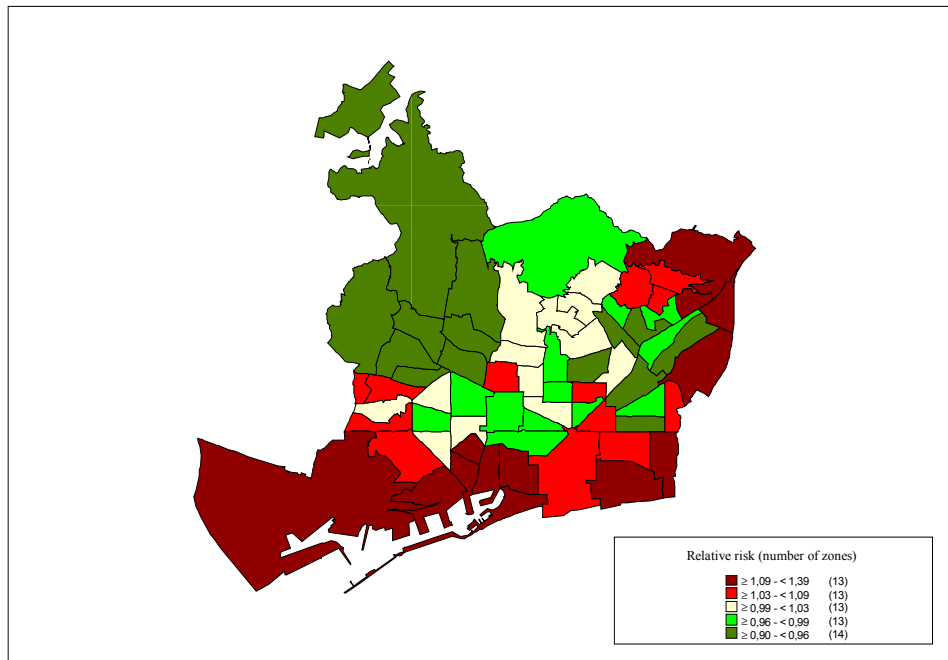 Relative risk (number of zones)
≥ 1,09 - < 1,39 (13)
≥ 1,03 - < 1,09 (13)
≥ 0,99 - < 1,03 (13)
≥ 0,96 - < 0,99 (13)
≥ 0,90 - < 0,96 (14)